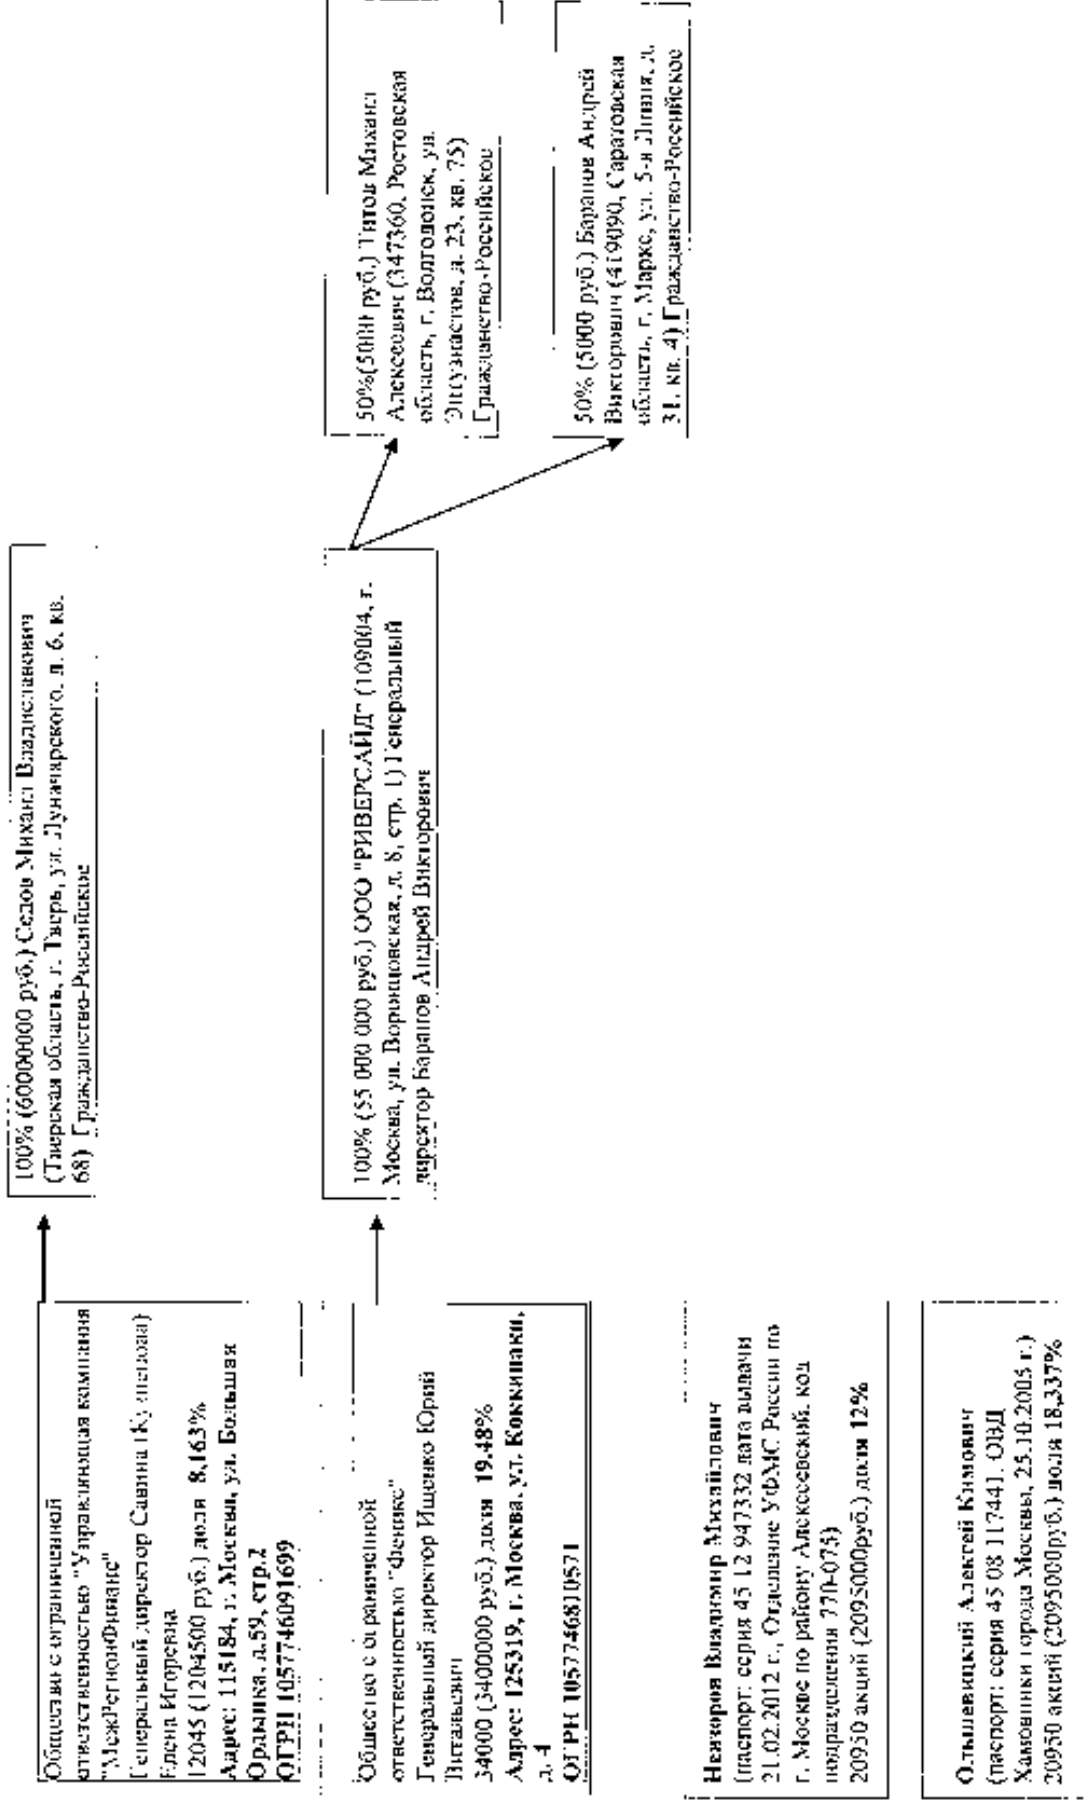 Общество с ограниченной
ответственностью "Управляющая компания
"МежРегионФинанс"
Генеральный директор Савина
Елена Игоревна
12045 (1204500 руб.) доля 8,163%
Адрес: 115184, г. Москва, ул. Большая
Ордынка, д.59, стр.2
ОГРН 1057746091699
100% (60000000 руб.) Седов Михаил Владиславович
(Тверская область, г. Тверь, ул. Луначарского, д. 6, кв.
68) Гражданство-Российское
Общество с ограниченной
ответственностью "Феникс"
Генеральный директор Ищенко Юрий
Витальевич
34000 (3400000 руб.) доля 19.48%
Адрес: 125319, г. Москва, ул. Коккинаки,
д. 4
ОГРН 1057746810571
100% (55 000 000 руб.) ООО "РИВЕРСАЙД" (109004, г.
Москва, ул. Воронцовская, д. 8, стр. 1) Генеральный
директор Баранов Андрей Викторович
50%(5000 руб.) Титов Михаил
Алексеевич (347360, Ростовская
область, г. Волгодонск, ул.
Энтузиастов, д. 23, кв. 75)
Гражданство-Российское
50% (5000 руб.) Баранов Андрей
Викторович (419090, Саратовская
область, г. Маркс, ул. 5-я Линия, д.
31, кв. 4) Гражданство-Российское
Невзоров Владимир Михайлович
(паспорт: серия 45 12 947332 дата выдачи
21.02.2012 г., Отделение УФМС России по
г. Москве по району Алексеевский, код
подразделения 770-075)
20950 акций (2095000руб.) доля 12%
Алексей Кимович
(паспорт: серия 45 08 117441, ОВД
Хамовники города Москвы, 25.10.2005 г.)
20950 акций (2095000руб.) доля 18,337%